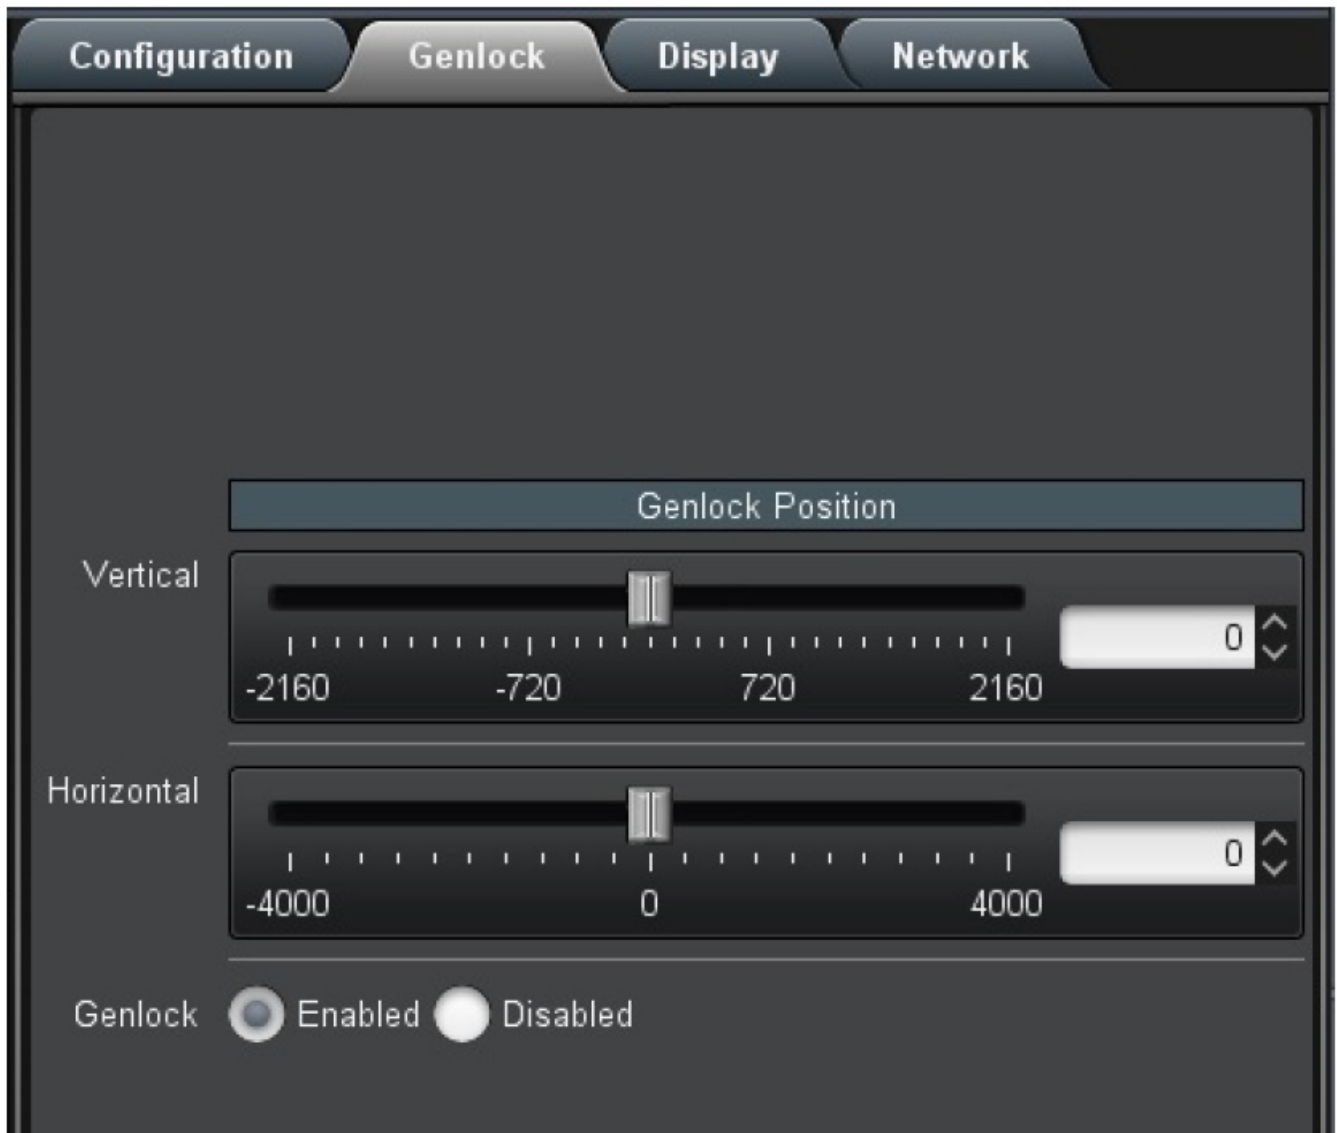 Configuration Genlock Display Network
Genlock Position
Vertical
0
-2160 -720 720 2160
Horizontal
0
-4000 0 4000
Genlock Enabled Disabled